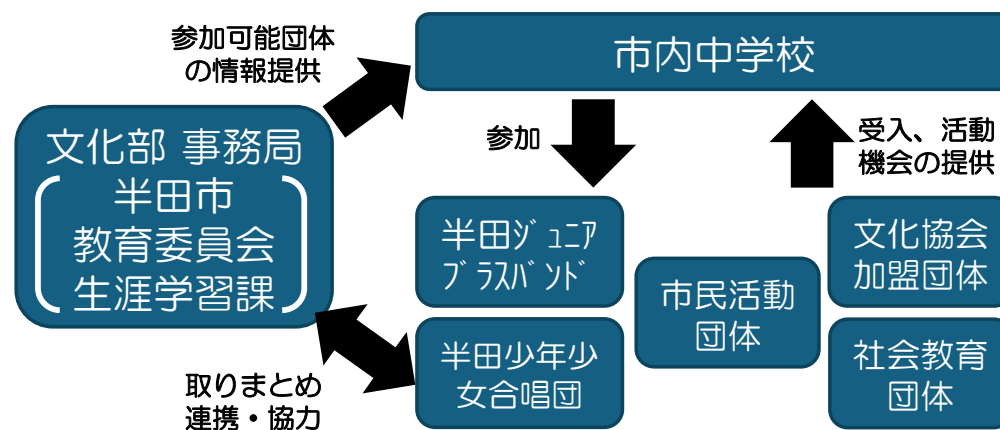 参加可能団体
の情報提供
市内中学校
文化部 事務局
半田市
教育委員会
生涯学習課
参加
受入、活動
機会の提供
半田ｼﾞｭﾆｱ
ﾌﾞﾗｽﾊﾞﾝﾄﾞ
市民活動
団体
文化協会
加盟団体
半田少年少
女合唱団
社会教育
団体
取りまとめ
連携・協力